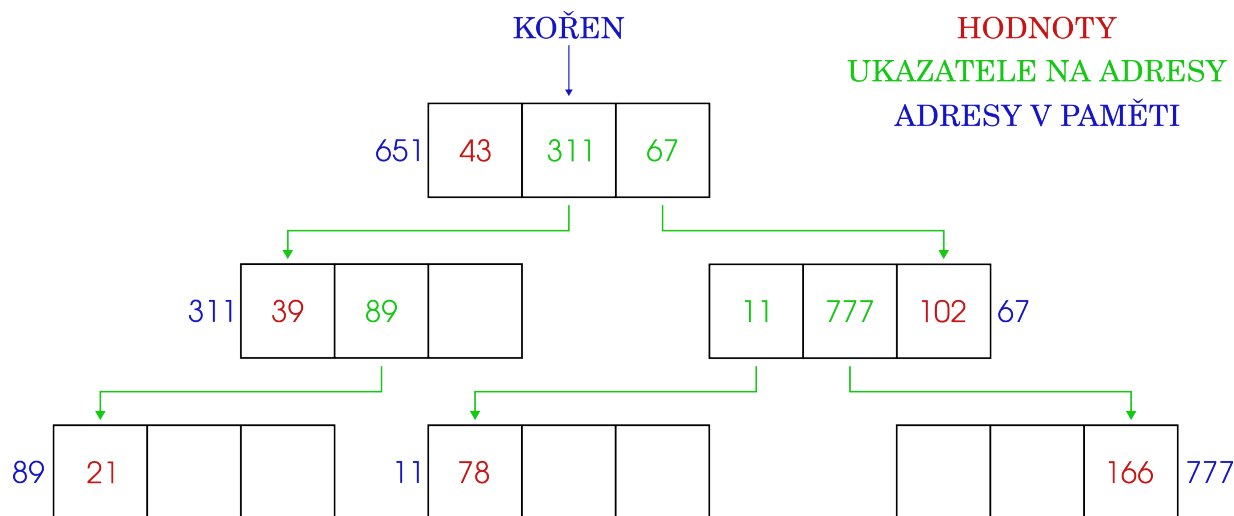 KOŘEN
HODNOTY
UKAZATELE NA ADRESY
ADRESY V PAMĚTI
651 43 311 67
311 39 89
11 777 102 67
89 21
11 78
166 777